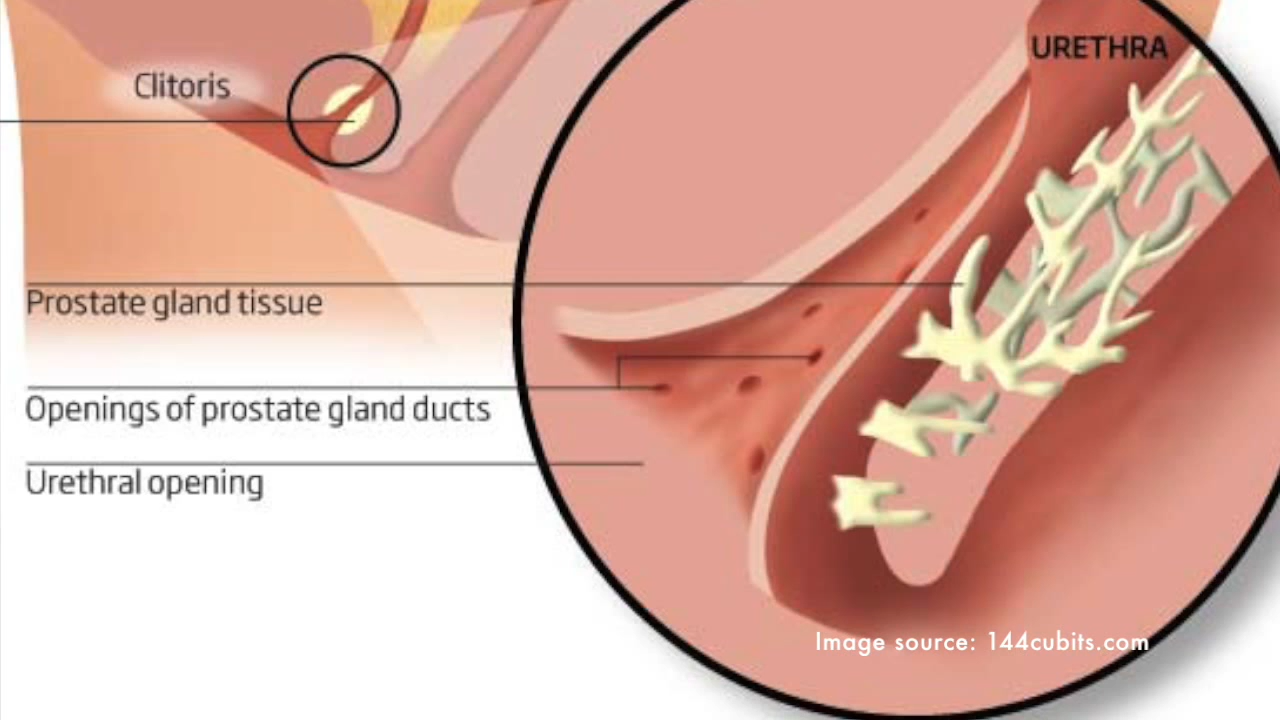 URETHRA
Clitoris
Prostate gland tissue
Openings of prostate gland ducts
Urethral opening
Image source: 144cubits.com